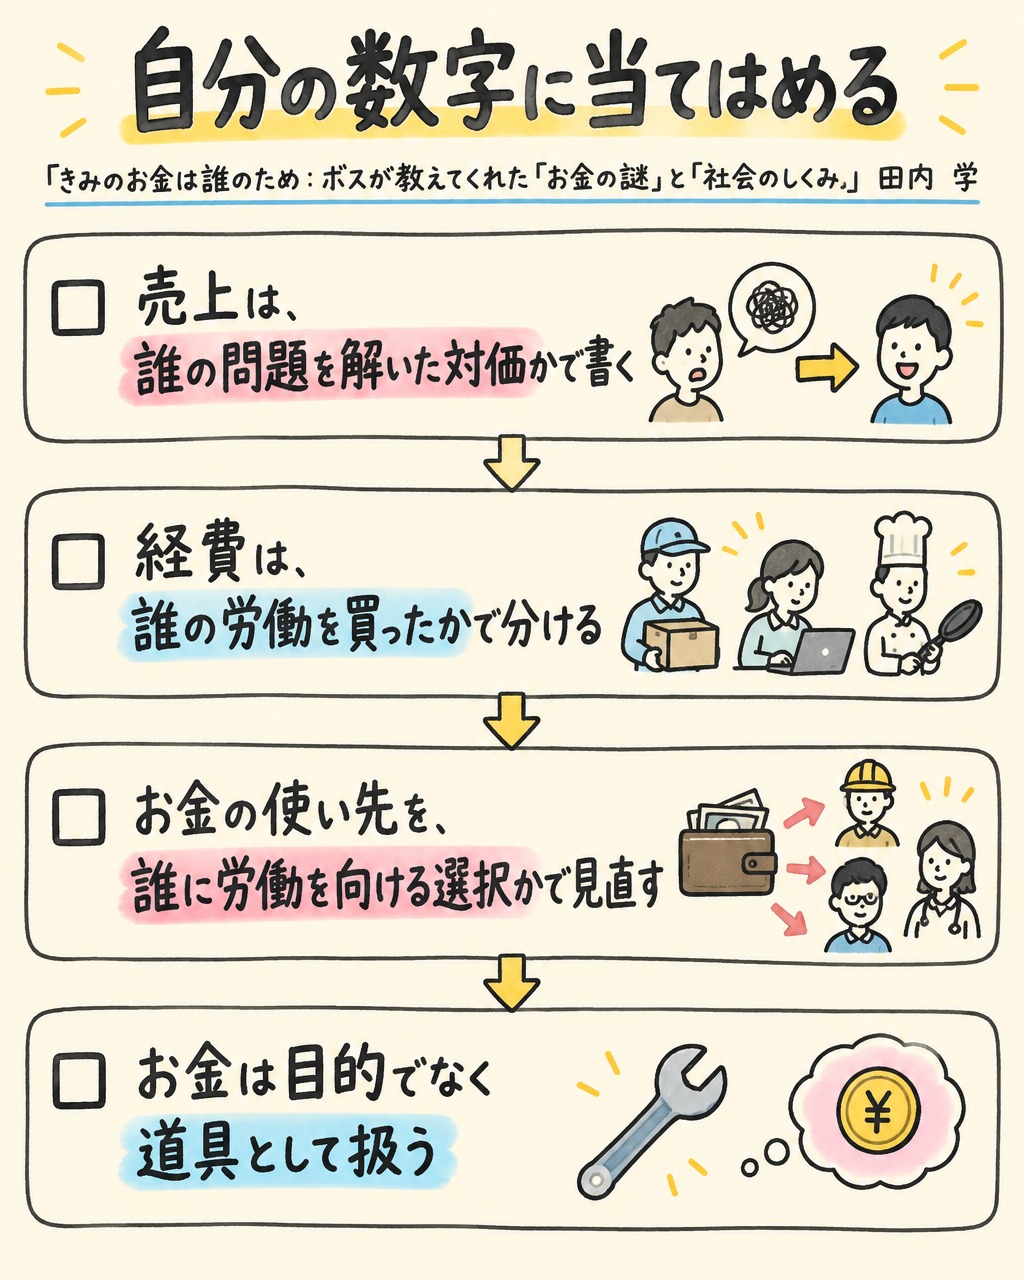 自分の数字に当てはめる
「きみのお金は誰のため：ボスが教えてくれた「お金の謎」と「社会のしくみ」」 田内 学
売上は、
誰の問題を解いた対価かで書く
経費は、
誰の労働を買ったかで分ける
お金の使い先を、
誰に労働を向ける選択かで見直す
お金は目的でなく
道具として扱う
¥